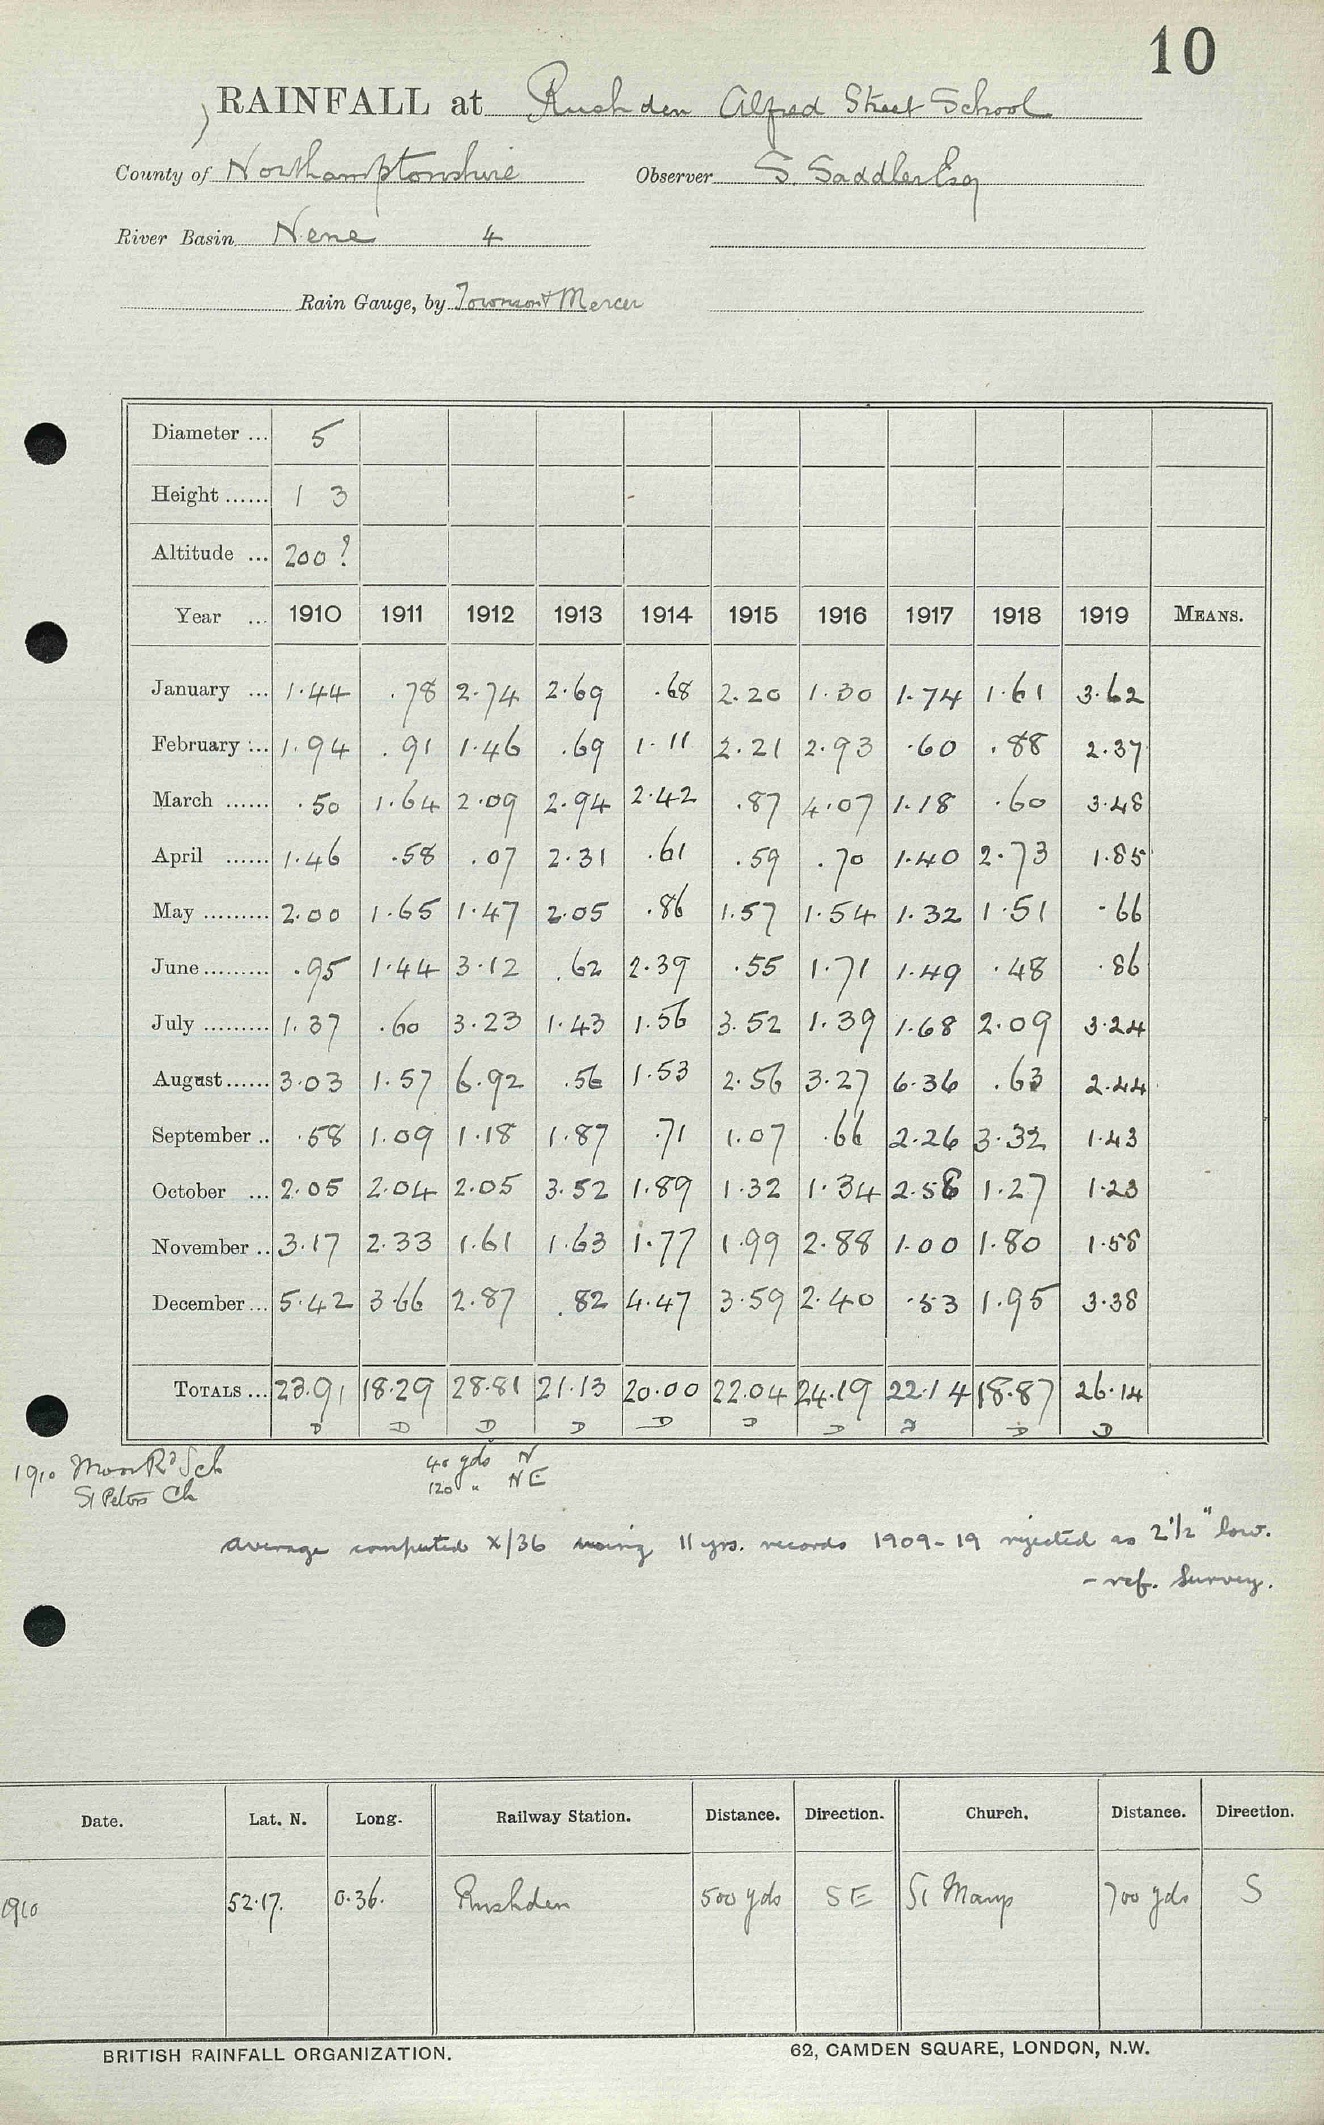 10
RAINFALL at Rushden Alfred Street School
County of Northamptonshire Observer S. Saddler Esq
River Basin Nene 4
Rain Gauge, by Townson & Mercer
Diameter ... 5
Height ...... 1 3
Altitude ... 200 ?
Year ... 1910 1911 1912 1913 1914 1915 1916 1917 1918 1919 MEANS.
January ... 1.44 .78 2.74 2.69 .68 2.20 1.30 1.74 1.61 3.62
February ... 1.94 .91 1.46 .69 1.11 2.21 2.93 .60 .88 2.37
March ...... .50 1.64 2.09 2.94 2.42 .87 4.07 1.18 .60 3.48
April ...... 1.46 .58 .07 2.31 .61 .59 .70 1.40 2.73 1.85
May ......... 2.00 1.65 1.47 2.05 .86 1.57 1.54 1.32 1.51 .66
June ......... .95 1.44 3.12 .62 2.39 .55 1.71 1.49 .48 .86
July ......... 1.37 .60 3.23 1.43 1.56 3.52 1.39 1.68 2.09 3.24
August ...... 3.03 1.57 6.92 .56 1.53 2.56 3.27 6.36 .63 2.44
September .. .58 1.09 1.18 1.87 .71 1.07 .66 2.26 3.32 1.43
October ... 2.05 2.04 2.05 3.52 1.89 1.32 1.34 2.58 1.27 1.23
November .. 3.17 2.33 1.61 1.63 1.77 1.99 2.88 1.00 1.80 1.58
December ... 5.42 3.66 2.87 .82 4.47 3.59 2.40 .53 1.95 3.38
TOTALS ... 23.91 18.29 28.81 21.13 20.00 22.04 24.19 22.14 18.87 26.14
D D D D D D D D D D
1910 Moor Rd Sch 40 yds N
St Peters Ch 120 " NE
Average computed x/36 using 11 yrs. records 1909-19 rejected as 2 1/2" low.
- ref. Survey.
Date. Lat. N. Long. Railway Station. Distance. Direction. Church. Distance. Direction.
1910 52.17. 0.36. Rushden 500 yds SE St Marys 700 yds S
BRITISH RAINFALL ORGANIZATION. 62, CAMDEN SQUARE, LONDON, N.W.